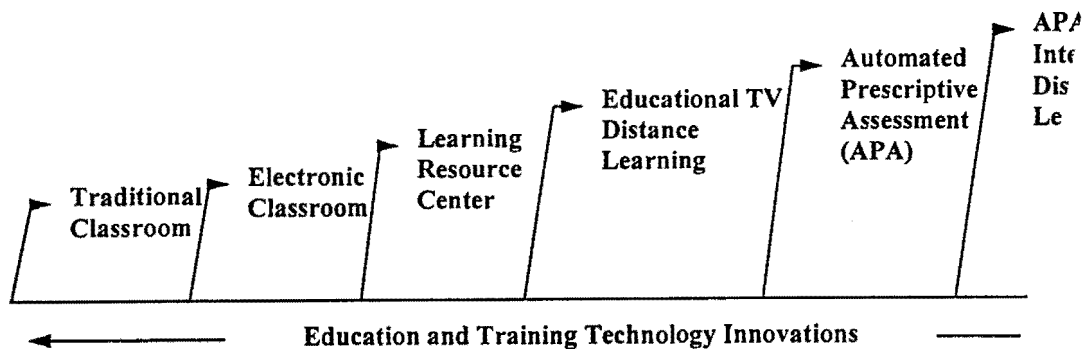 Traditional
Classroom
Electronic
Classroom
Learning
Resource
Center
Educational TV
Distance
Learning
Automated
Prescriptive
Assessment
(APA)
APA
Education and Training Technology Innovations